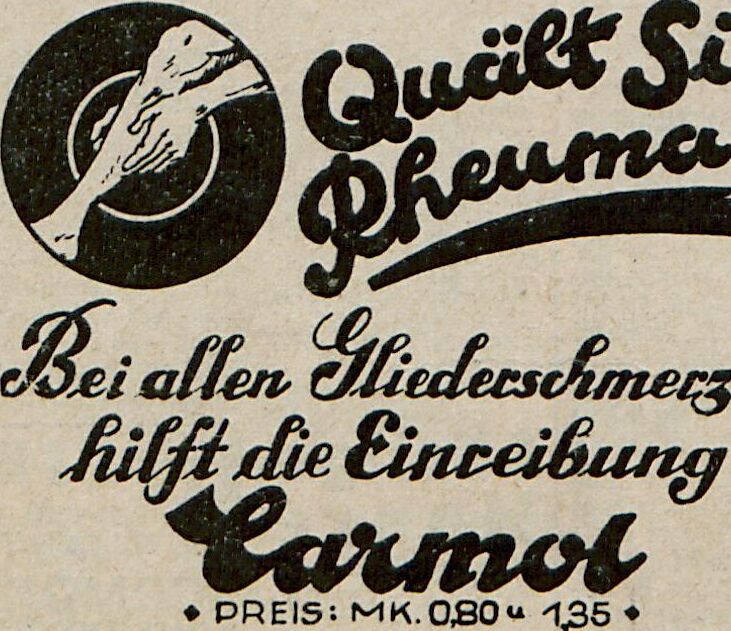 Quält Si
Rheuma
Bei allen Gliederschmerz
hilft die Einreibung
Carmol
• PREIS: MK. 0,80 u 1,35 •